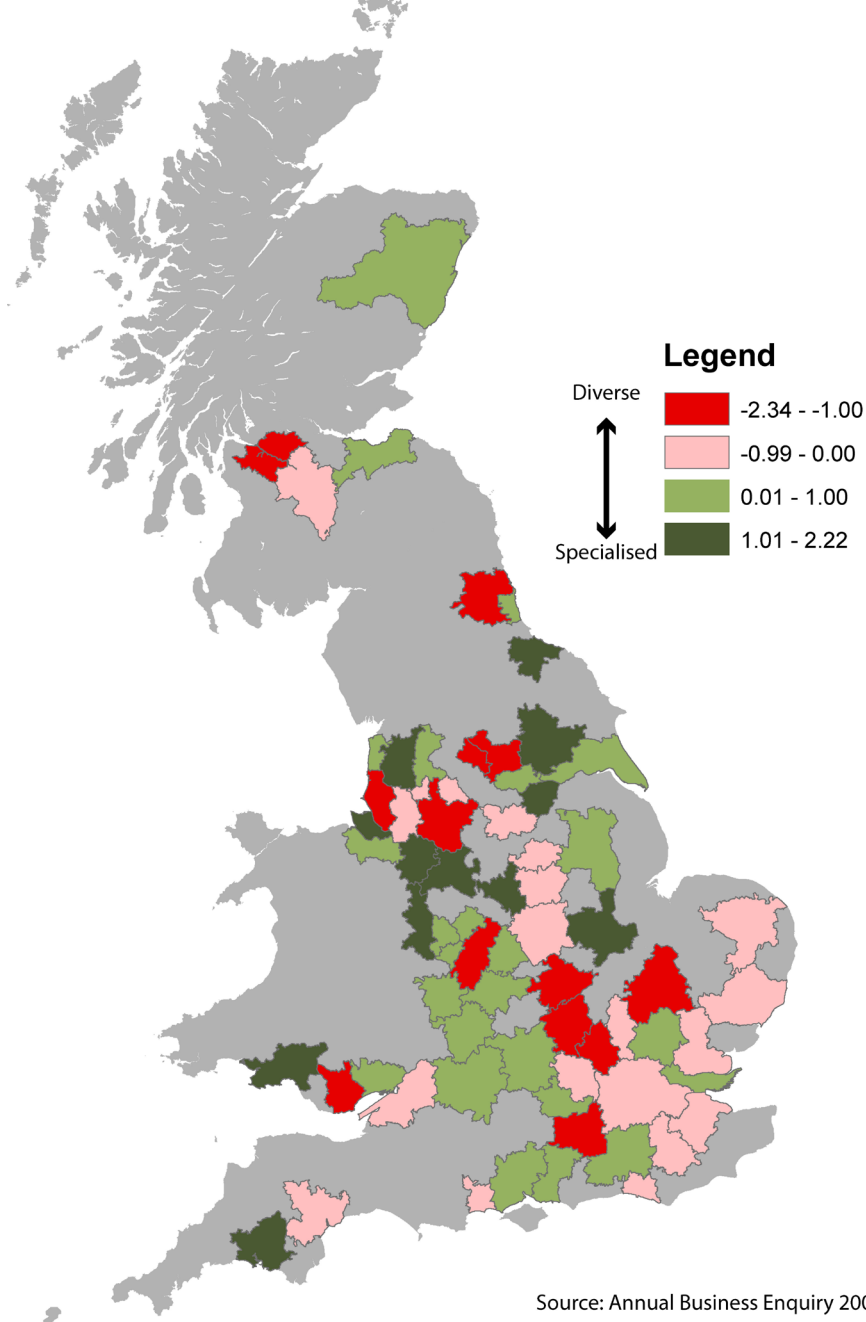 Legend
Diverse
-2.34 - -1.00
-0.99 - 0.00
0.01 - 1.00
1.01 - 2.22
Specialised
Source: Annual Business Enquiry